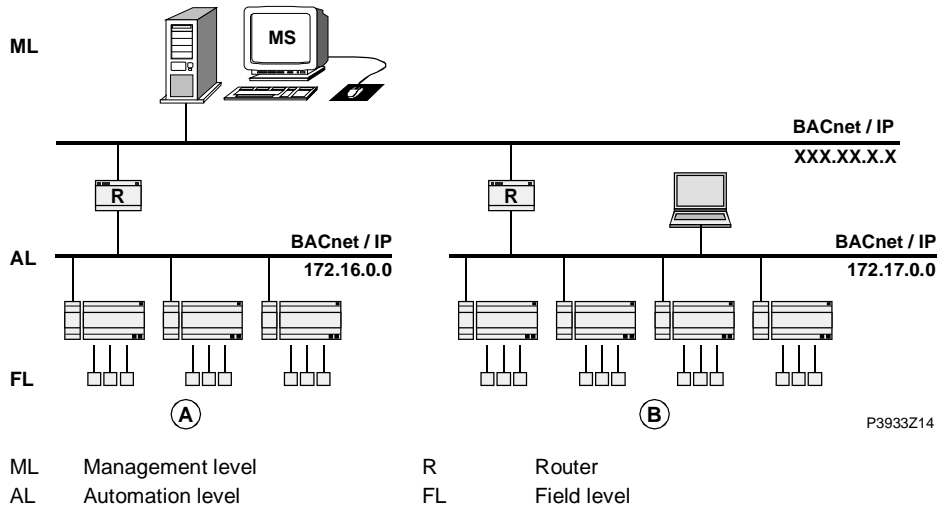 ML
MS
BACnet / IP
XXX.XX.X.X
R
R
AL
BACnet / IP
172.16.0.0
BACnet / IP
172.17.0.0
FL
A
B
P3933Z14
ML Management level R Router
AL Automation level FL Field level